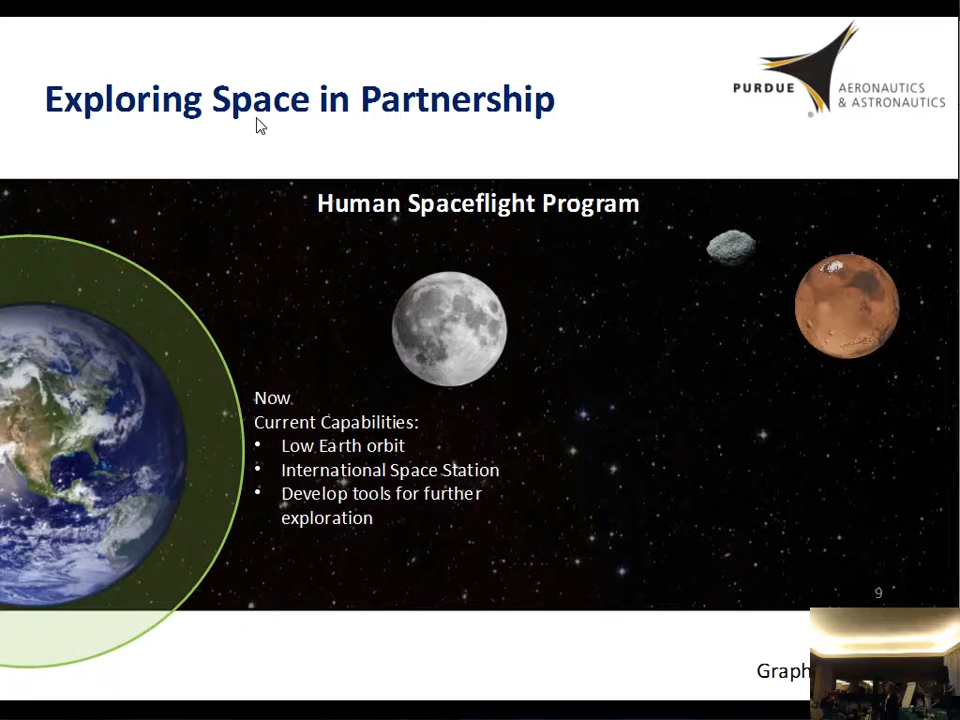 Exploring Space in Partnership
PURDUE
AERONAUTICS
& ASTRONAUTICS
®
Human Spaceflight Program
Now
Current Capabilities:
• Low Earth orbit
• International Space Station
• Develop tools for further
exploration
9
Graph